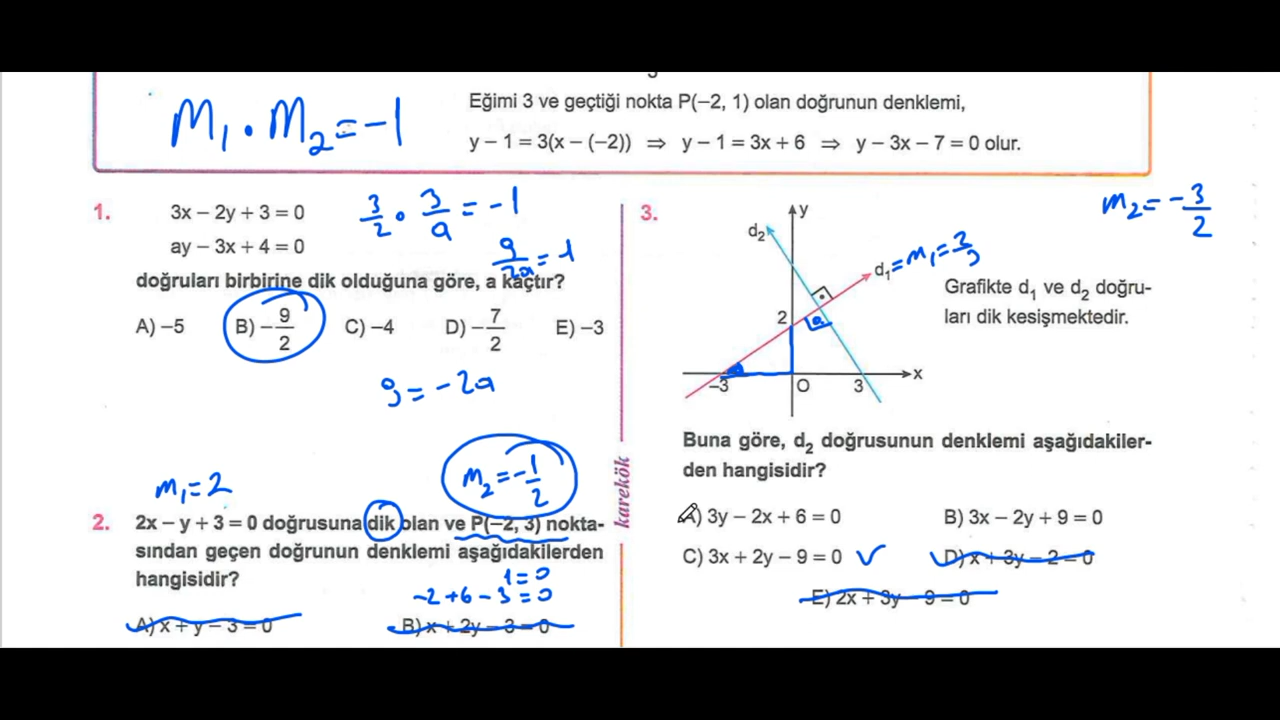 Eğimi 3 ve geçtiği nokta P(−2, 1) olan doğrunun denklemi,
y − 1 = 3(x − (−2)) ⇒ y − 1 = 3x + 6 ⇒ y − 3x − 7 = 0 olur.
m₁ · m₂ = −1
1.
3x − 2y + 3 = 0
ay − 3x + 4 = 0
3/2 · 3/a = −1
9/2a = −1
doğruları birbirine dik olduğuna göre, a kaçtır?
A) −5 B) −9/2 C) −4 D) −7/2 E) −3
9 = −2a
m₁ = 2
m₂ = −1/2
2. 2x − y + 3 = 0 doğrusuna dik olan ve P(−2, 3) nokta-
sından geçen doğrunun denklemi aşağıdakilerden
hangisidir?
1 = 0
−2 + 6 − 3 = 0
A) x + y − 3 = 0 B) x + 2y − 3 = 0
karekök
3.
m₂ = −3/2
y
d₂
d₁ = m₁ = 2/3
2
−3 O 3 x
Grafikte d₁ ve d₂ doğru-
ları dik kesişmektedir.
Buna göre, d₂ doğrusunun denklemi aşağıdakiler-
den hangisidir?
A) 3y − 2x + 6 = 0 B) 3x − 2y + 9 = 0
C) 3x + 2y − 9 = 0 D) x + 3y − 2 = 0
E) 2x + 3y − 9 = 0